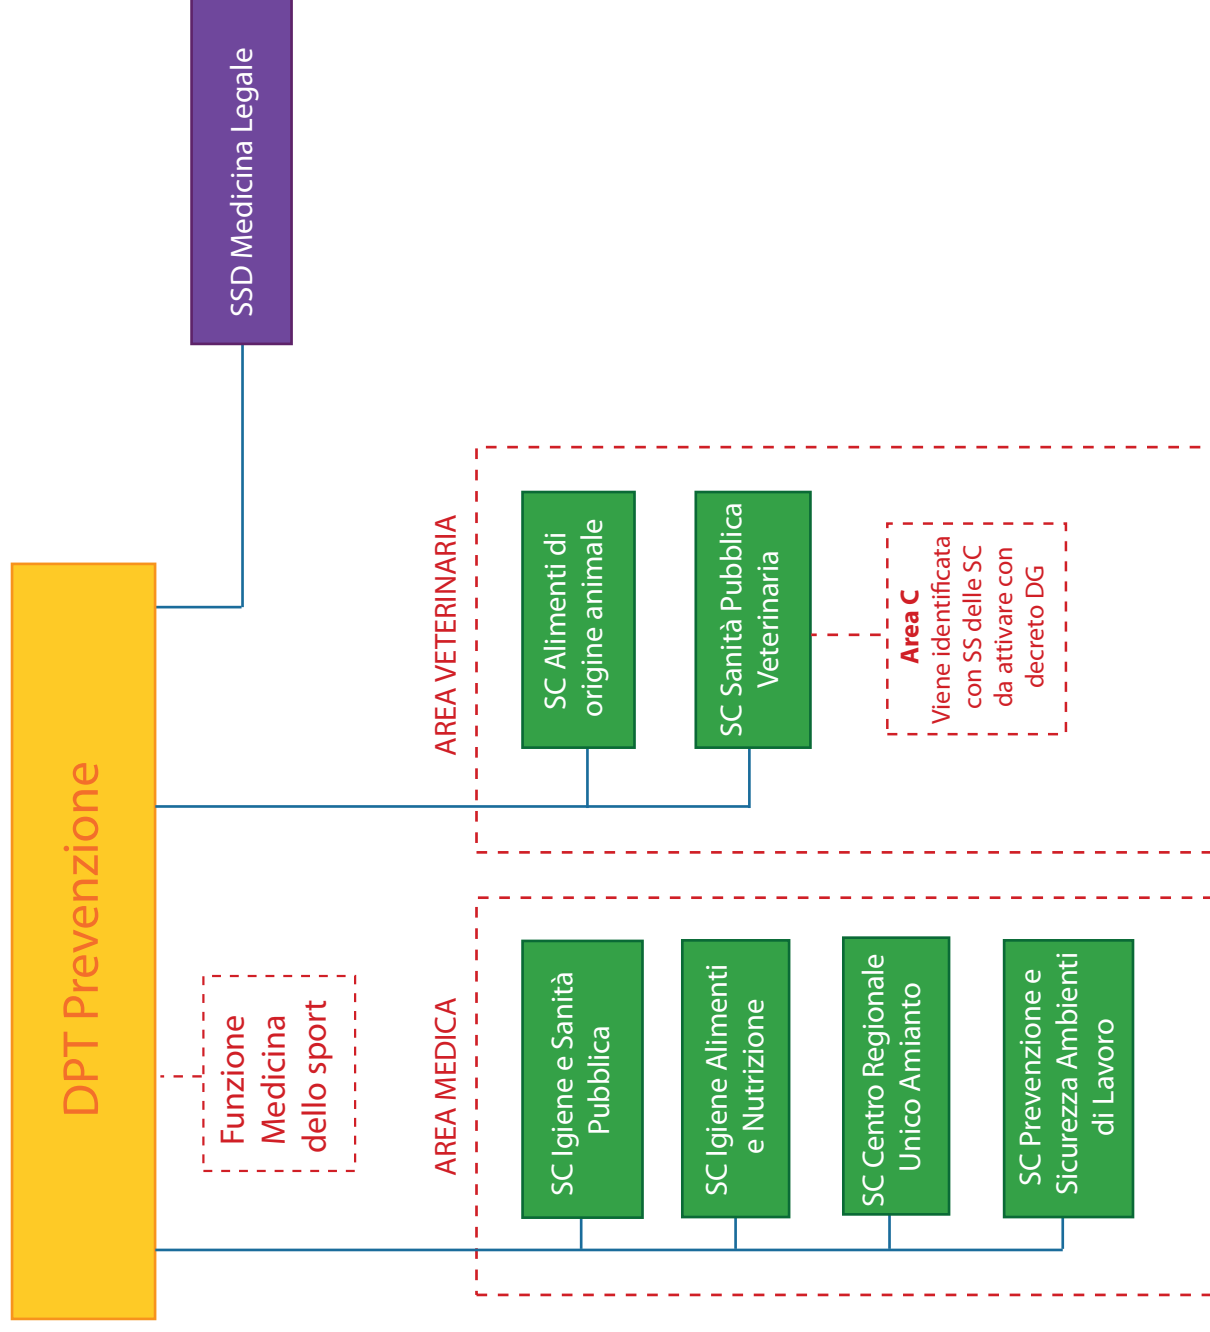 DPT Prevenzione
SSD Medicina Legale
Funzione
Medicina
dello sport
AREA MEDICA
SC Igiene e Sanità
Pubblica
SC Igiene Alimenti
e Nutrizione
SC Centro Regionale
Unico Amianto
SC Prevenzione e
Sicurezza Ambienti
di Lavoro
AREA VETERINARIA
SC Alimenti di
origine animale
SC Sanità Pubblica
Veterinaria
Area C
Viene identificata
con SS delle SC
da attivare con
decreto DG